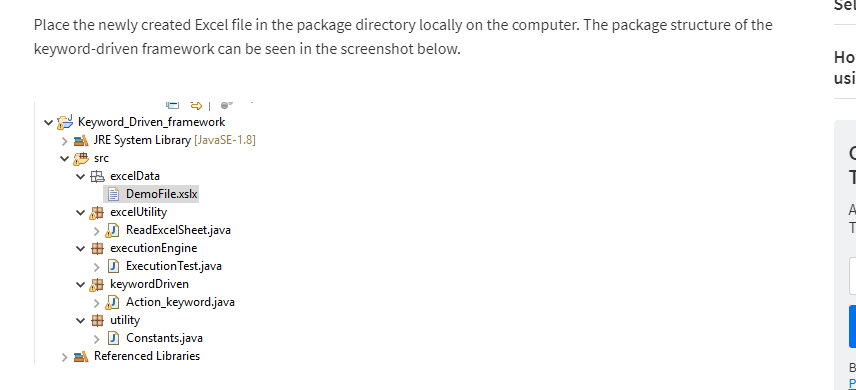 Place the newly created Excel file in the package directory locally on the computer. The package structure of the
keyword-driven framework can be seen in the screenshot below.
Keyword_Driven_framework
JRE System Library [JavaSE-1.8]
src
excelData
DemoFile.xslx
excelUtility
ReadExcelSheet.java
executionEngine
ExecutionTest.java
keywordDriven
Action_keyword.java
utility
Constants.java
Referenced Libraries
Sel
Ho
usi
T
A
T
B
P